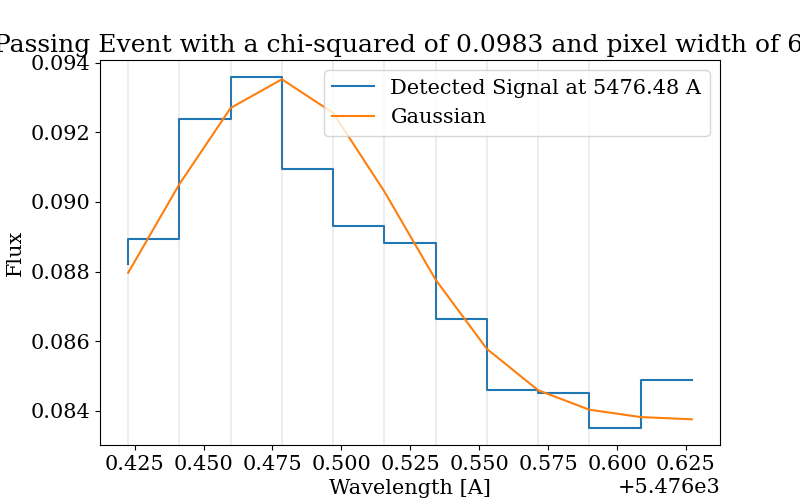 Passing Event with a chi-squared of 0.0983 and pixel width of 6
Detected Signal at 5476.48 A
Gaussian
Flux
0.094
0.092
0.090
0.088
0.086
0.084
0.425 0.450 0.475 0.500 0.525 0.550 0.575 0.600 0.625
+5.476e3
Wavelength [A]